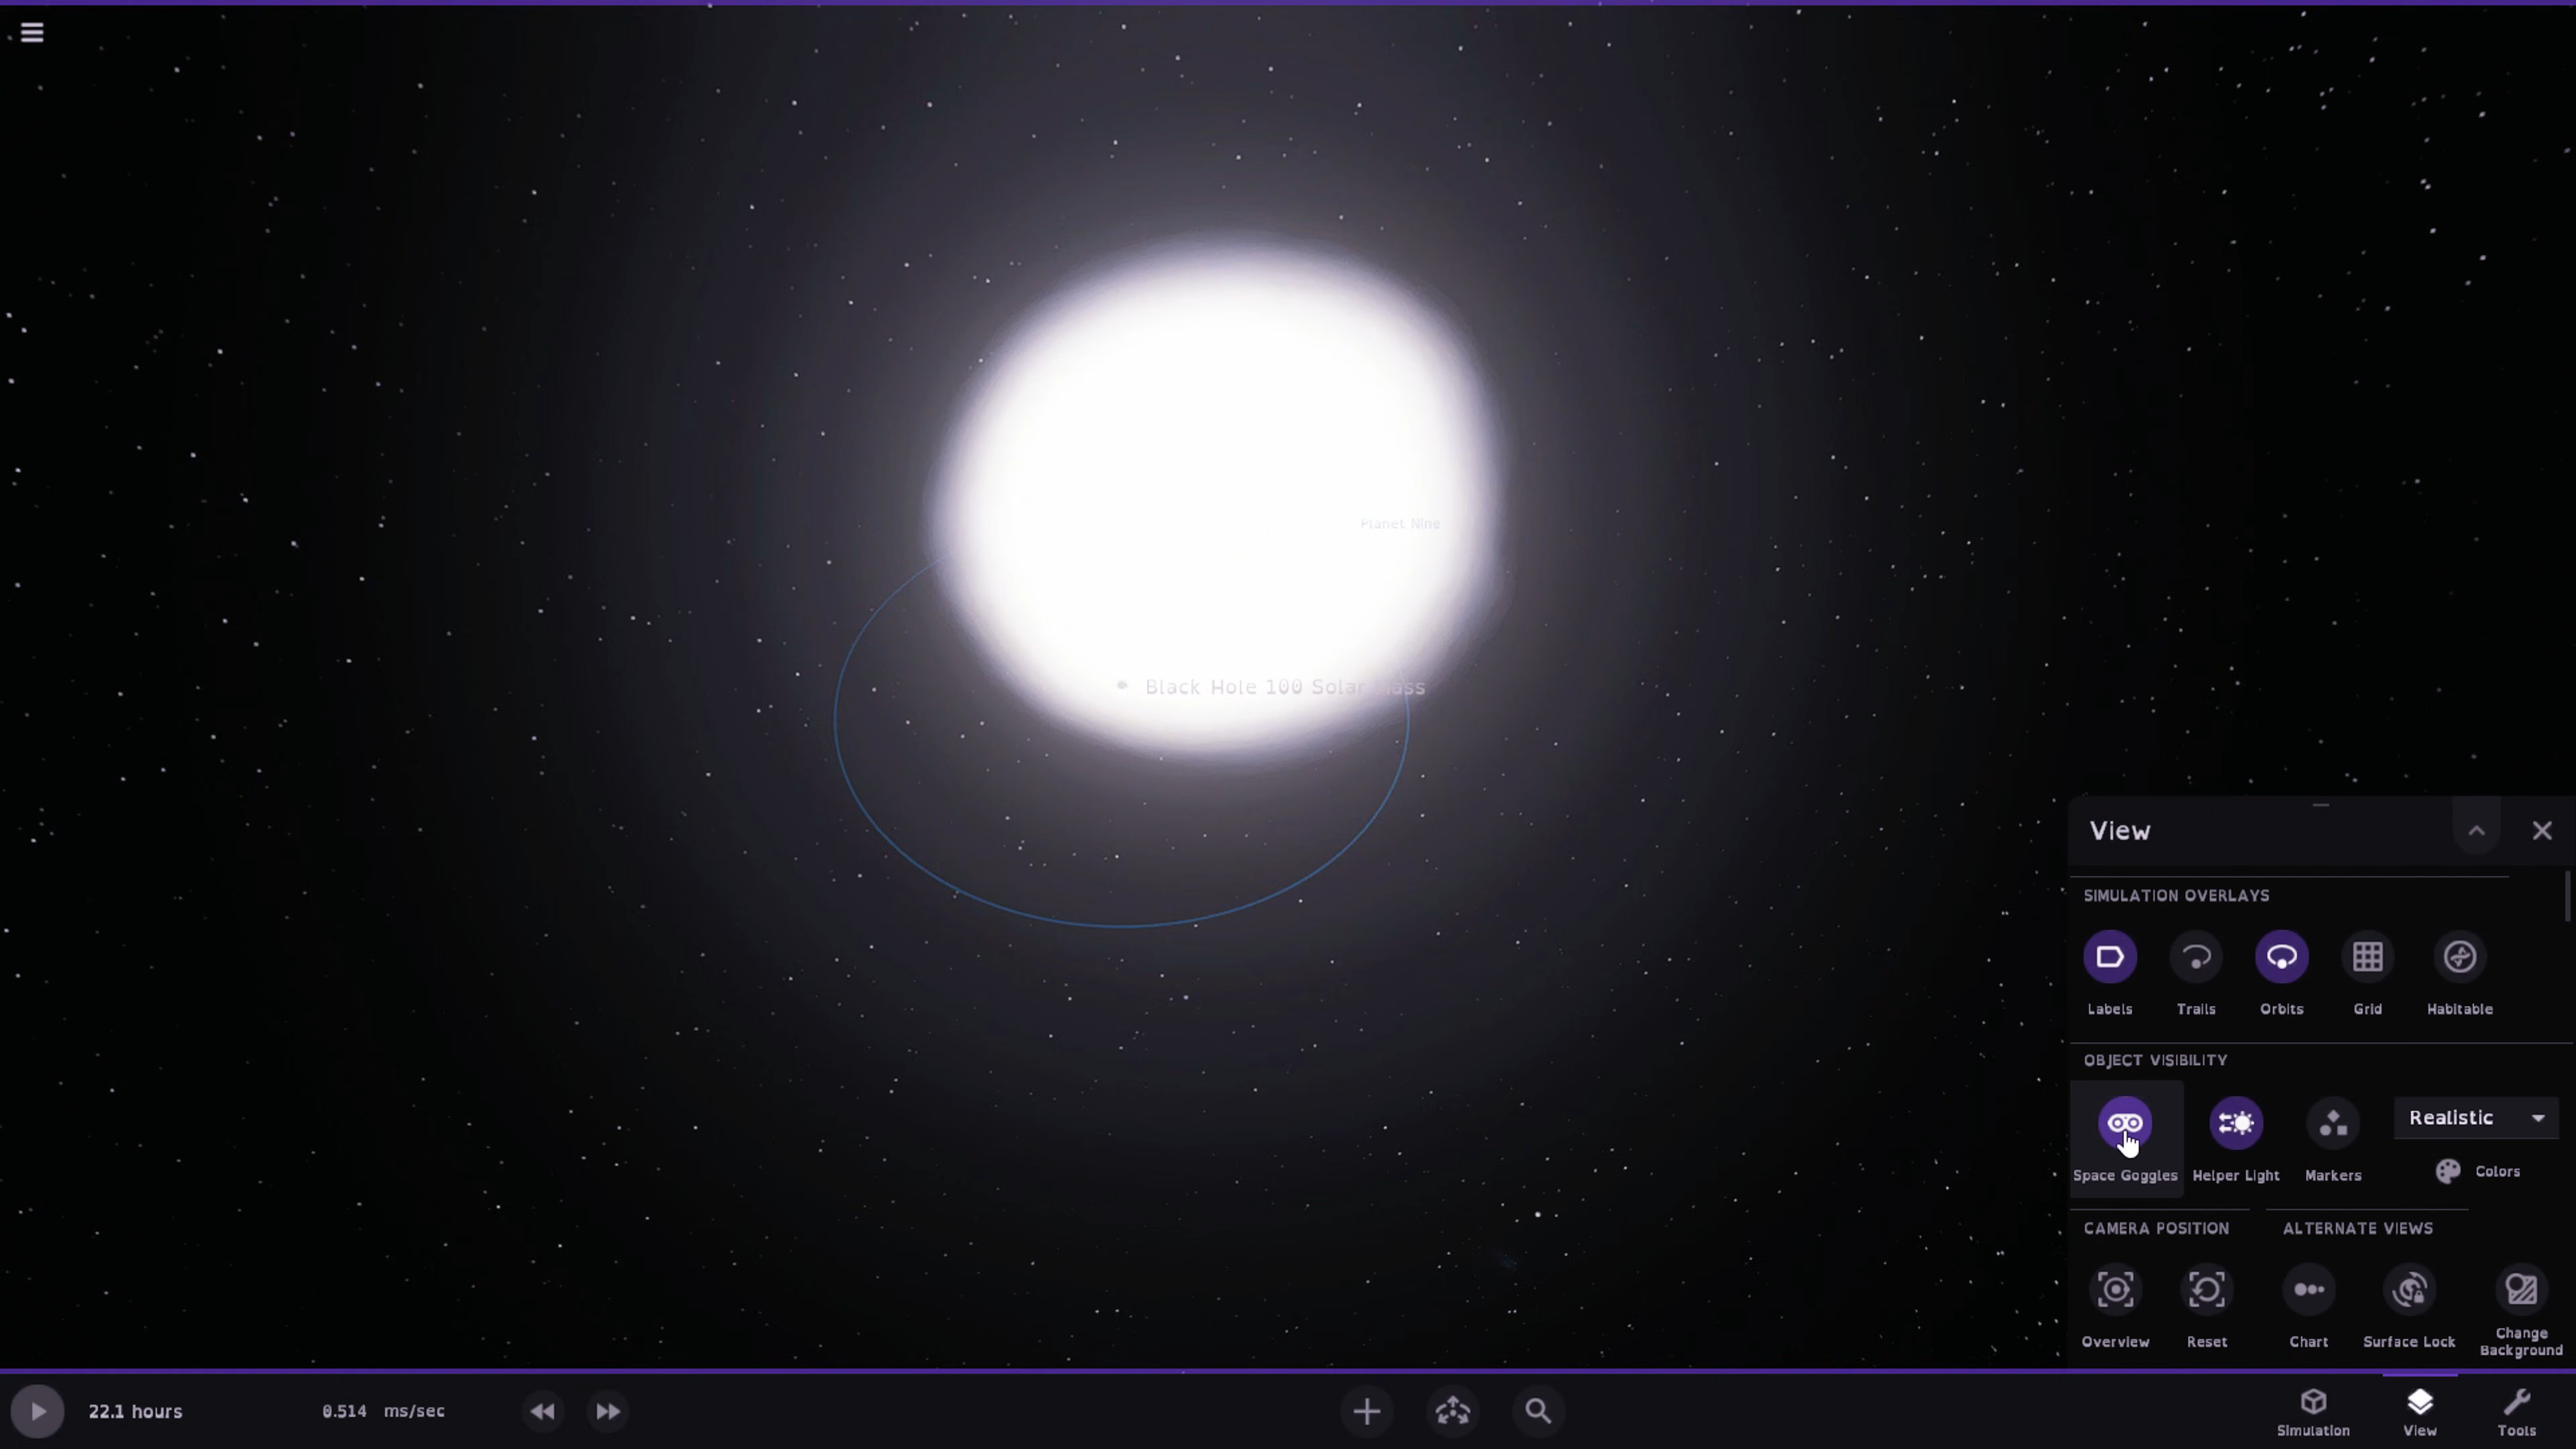 Planet Nine
Black Hole 100 Solar Mass
View
SIMULATION OVERLAYS
Labels
Trails
Orbits
Grid
Habitable
OBJECT VISIBILITY
Realistic
Space Goggles
Helper Light
Markers
Colors
CAMERA POSITION
ALTERNATE VIEWS
Overview
Reset
Chart
Surface Lock
Change
Background
22.1 hours
0.514 ms/sec
Simulation
View
Tools